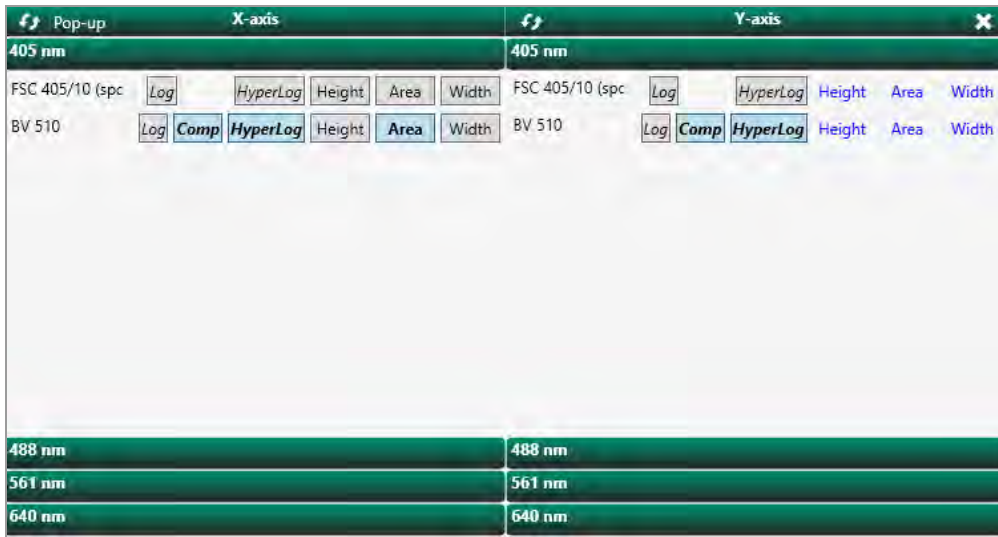 Pop-up X-axis Y-axis
405 nm 405 nm
FSC 405/10 (spc Log HyperLog Height Area Width FSC 405/10 (spc Log HyperLog Height Area Width
BV 510 Log Comp HyperLog Height Area Width BV 510 Log Comp HyperLog Height Area Width
488 nm 488 nm
561 nm 561 nm
640 nm 640 nm